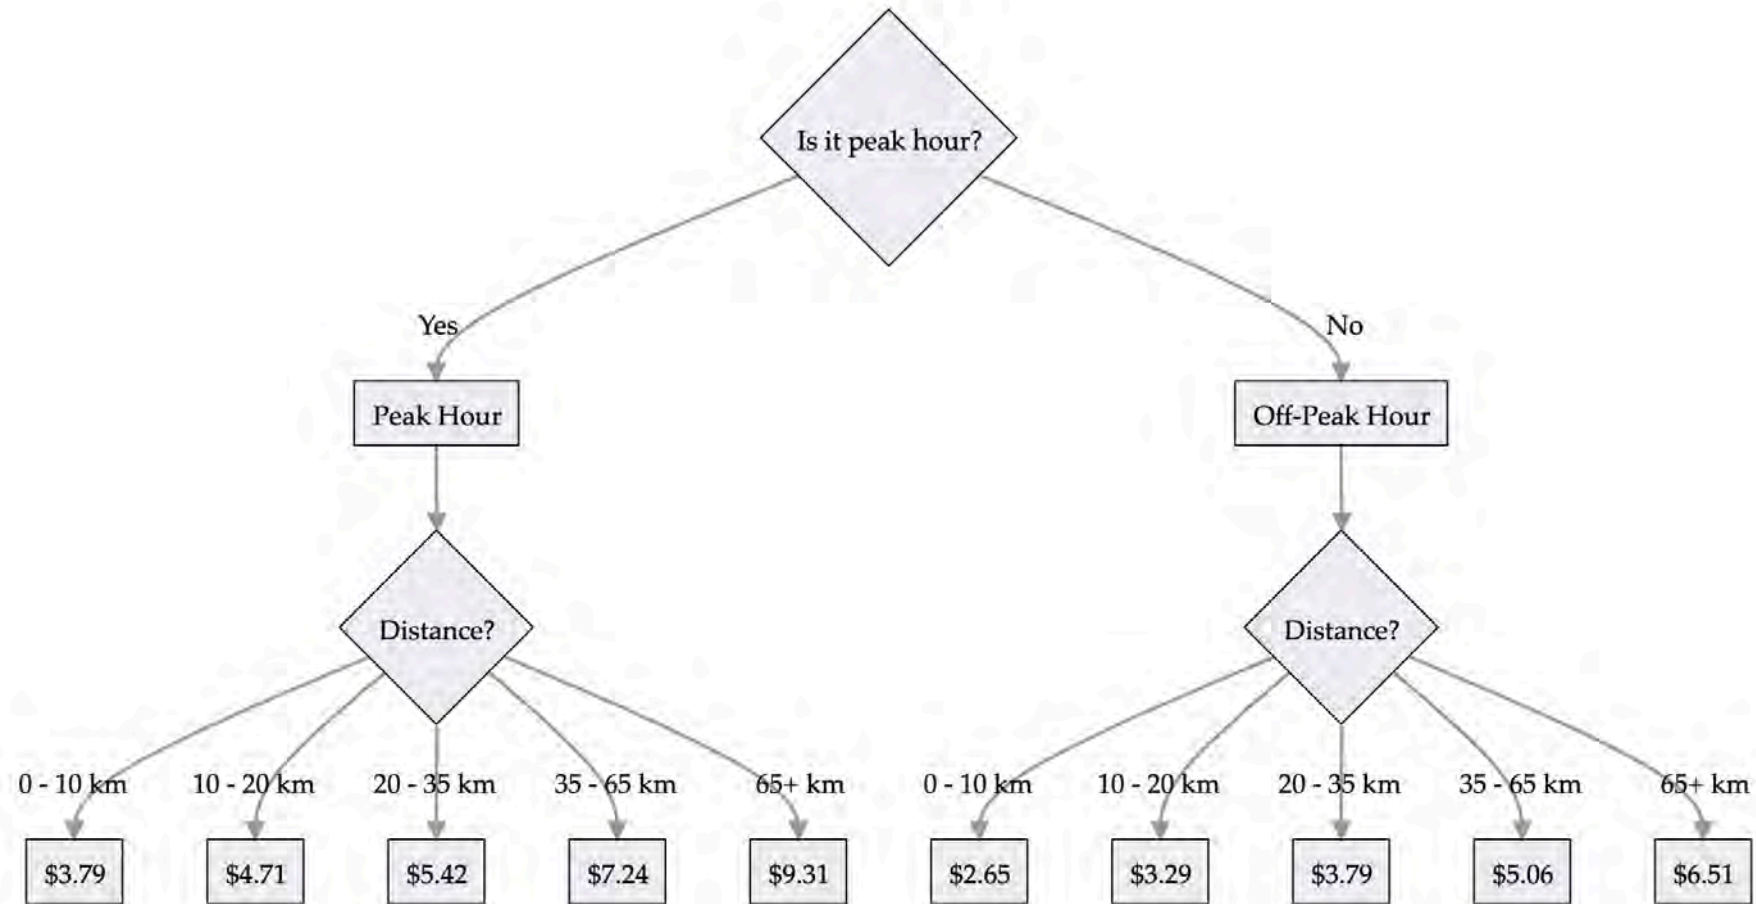 Is it peak hour?
Yes
No
Peak Hour
Off-Peak Hour
Distance?
Distance?
0 - 10 km
10 - 20 km
20 - 35 km
35 - 65 km
65+ km
0 - 10 km
10 - 20 km
20 - 35 km
35 - 65 km
65+ km
$3.79
$4.71
$5.42
$7.24
$9.31
$2.65
$3.29
$3.79
$5.06
$6.51